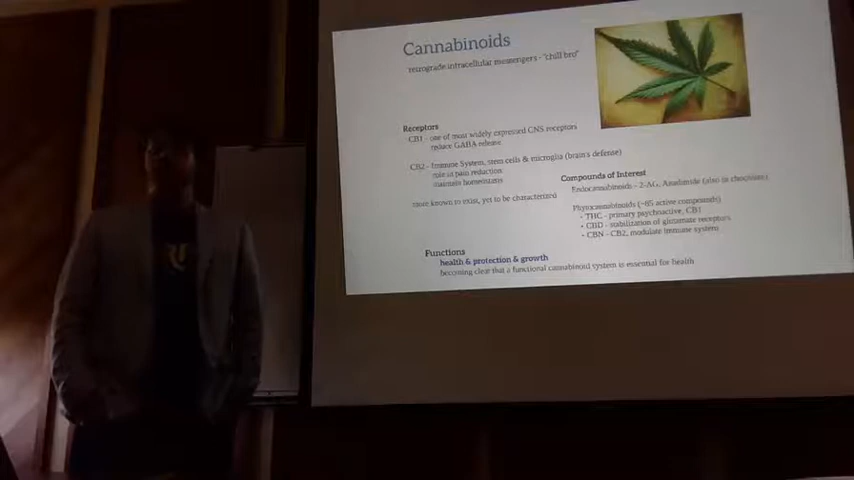 Cannabinoids
retrograde intracellular messengers - "chill bro"
Receptors
CB1 - one of most widely expressed CNS receptors
reduce GABA release
CB2 - Immune System, stem cells & microglia (brain's defense)
role in pain reduction
maintain homeostasis
more known to exist, yet to be characterized
Compounds of Interest
Endocannabinoids - 2-AG, Anadmide (also in chocolate)
Phytocannabinoids (~65 active compounds)
- THC - primary psychoactive, CB1
- CBD - stabilization of glutamate receptors
- CBN - CB2, modulate immune system
Functions
health & protection & growth
becoming clear that a functional cannabinoid system is essential for health